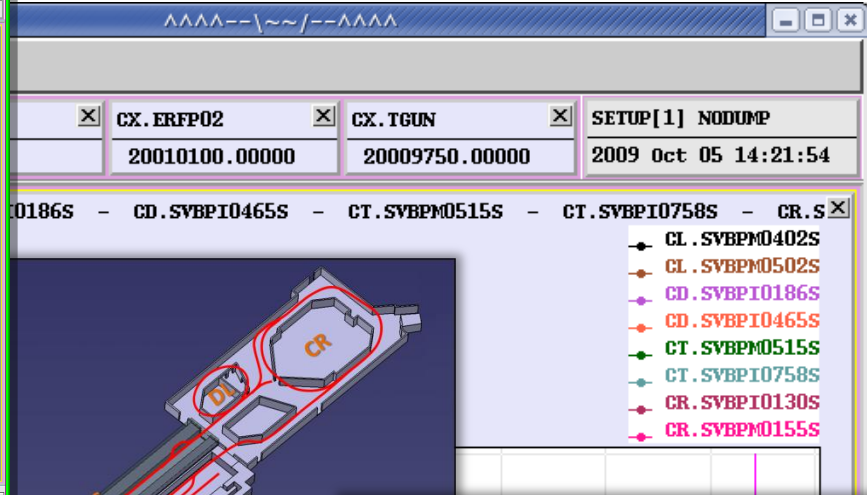 ^^^^--\~~/--^^^^
CX.ERFP02 CX.TGUN SETUP[1] NODUMP
20010100.00000 20009750.00000 2009 Oct 05 14:21:54
I0186S - CD.SVBPI0465S - CT.SVBPM0515S - CT.SVBPI0758S - CR.S
CL.SVBPM0402S
CL.SVBPM0502S
CD.SVBPI0186S
CD.SVBPI0465S
CT.SVBPM0515S
CT.SVBPI0758S
CR.SVBPI0130S
CR.SVBPM0155S
CR
DL